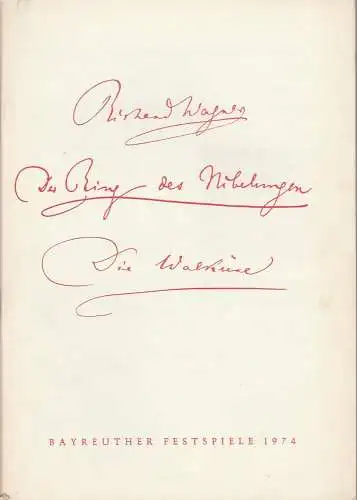 Richard Wagner
Der Ring des Nibelungen
Die Walküre
BAYREUTHER FESTSPIELE 1974